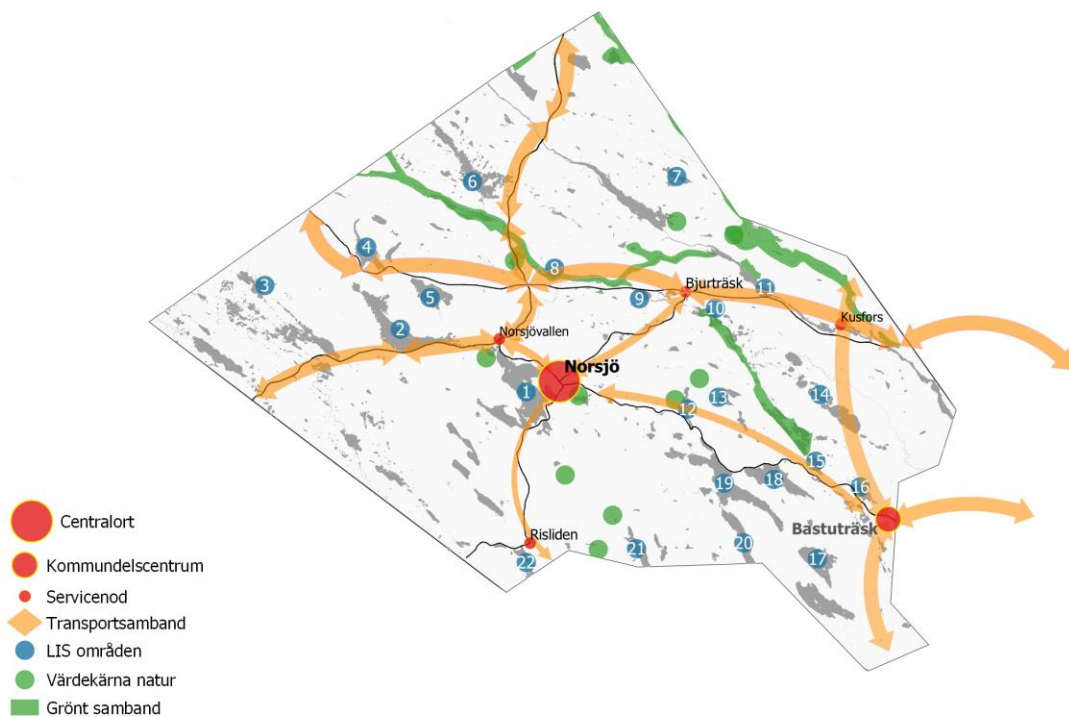 6
7
4
8
3
5
9
Bjurträsk
11
10
Kusfors
2
Norsjövallen
Norsjö
1
13
14
12
15
19
18
16
Bastuträsk
Risliden
21
20
17
22
Centralort
Kommundelscentrum
Servicenod
Transportsamband
LIS områden
Värdekärna natur
Grönt samband